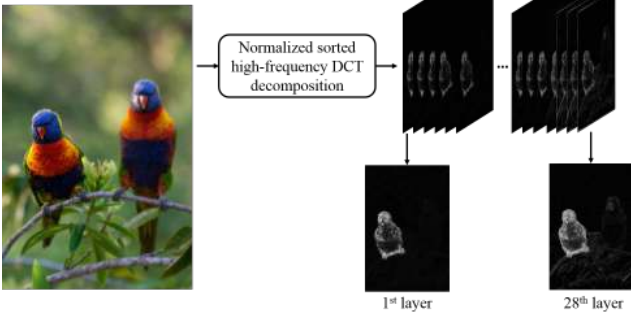 Normalized sorted
high-frequency DCT
decomposition
...
1st layer
28th layer